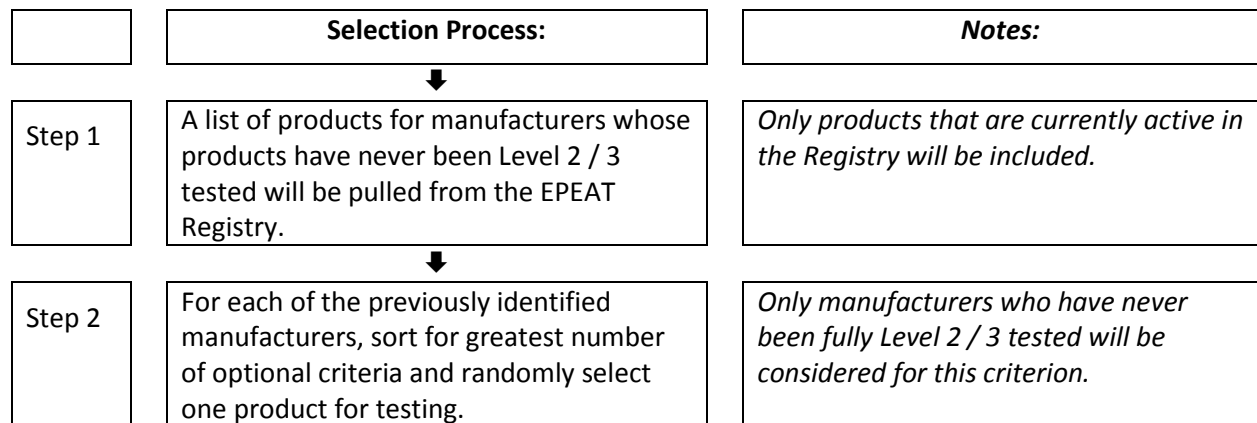 Selection Process:
Notes:
Step 1
A list of products for manufacturers whose
products have never been Level 2 / 3
tested will be pulled from the EPEAT
Registry.
Only products that are currently active in
the Registry will be included.
Step 2
For each of the previously identified
manufacturers, sort for greatest number
of optional criteria and randomly select
one product for testing.
Only manufacturers who have never
been fully Level 2 / 3 tested will be
considered for this criterion.